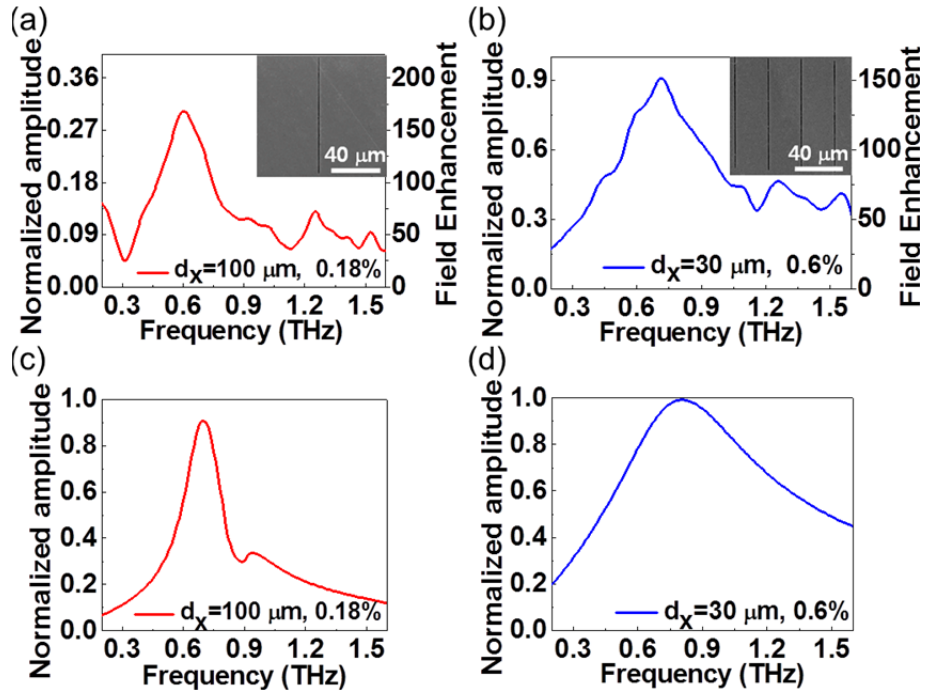 (a)
Normalized amplitude
0.36
0.27
0.18
0.09
0.00
200
150
100
50
0
Field Enhancement
40 µm
d_X=100 µm, 0.18%
0.3 0.6 0.9 1.2 1.5
Frequency (THz)
(b)
Normalized amplitude
0.9
0.6
0.3
0.0
150
100
50
0
Field Enhancement
40 µm
d_X=30 µm, 0.6%
0.3 0.6 0.9 1.2 1.5
Frequency (THz)
(c)
Normalized amplitude
1.0
0.8
0.6
0.4
0.2
0.0
d_X=100 µm, 0.18%
0.3 0.6 0.9 1.2 1.5
Frequency (THz)
(d)
Normalized amplitude
1.0
0.8
0.6
0.4
0.2
0.0
d_X=30 µm, 0.6%
0.3 0.6 0.9 1.2 1.5
Frequency (THz)